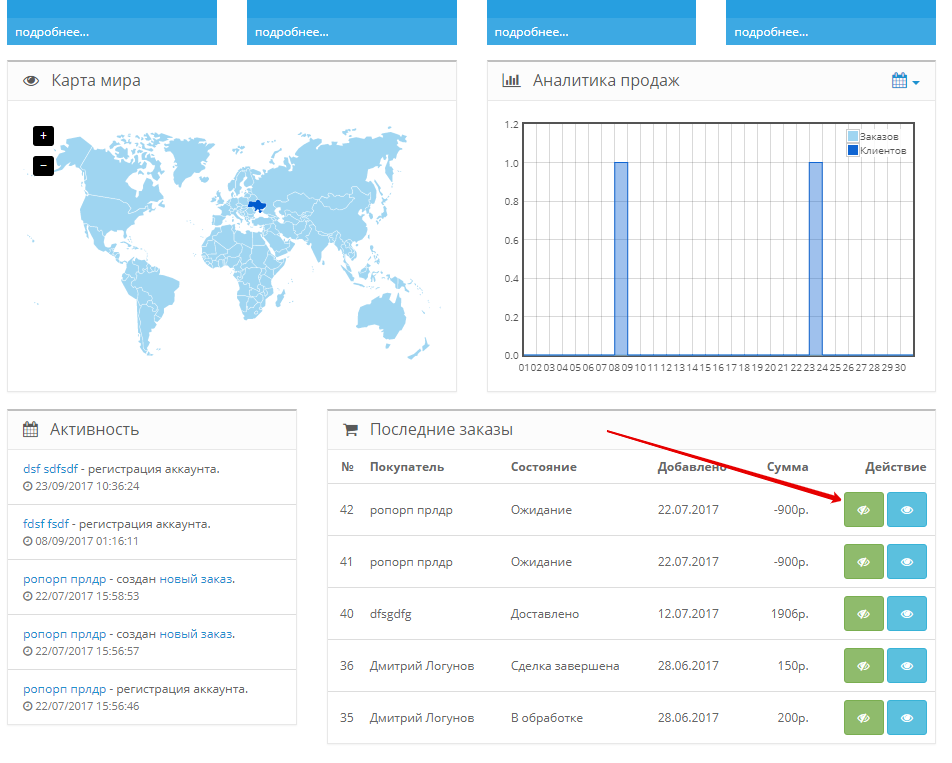 подробнее...
подробнее...
подробнее...
подробнее...
Карта мира
+
−
Аналитика продаж
1.2
1.0
0.8
0.6
0.4
0.2
0.0
Заказов
Клиентов
01 02 03 04 05 06 07 08 09 10 11 12 13 14 15 16 17 18 19 20 21 22 23 24 25 26 27 28 29 30
Активность
dsf sdfsdf - регистрация аккаунта.
23/09/2017 10:36:24
fdsf fsdf - регистрация аккаунта.
08/09/2017 01:16:11
ропорп прлдр - создан новый заказ.
22/07/2017 15:58:53
ропорп прлдр - создан новый заказ.
22/07/2017 15:56:57
ропорп прлдр - регистрация аккаунта.
22/07/2017 15:56:46
Последние заказы
№ Покупатель Состояние Добавлено Сумма Действие
42 ропорп прлдр Ожидание 22.07.2017 -900р.
41 ропорп прлдр Ожидание 22.07.2017 -900р.
40 dfsgdfg Доставлено 12.07.2017 1906р.
36 Дмитрий Логунов Сделка завершена 28.06.2017 150р.
35 Дмитрий Логунов В обработке 28.06.2017 200р.